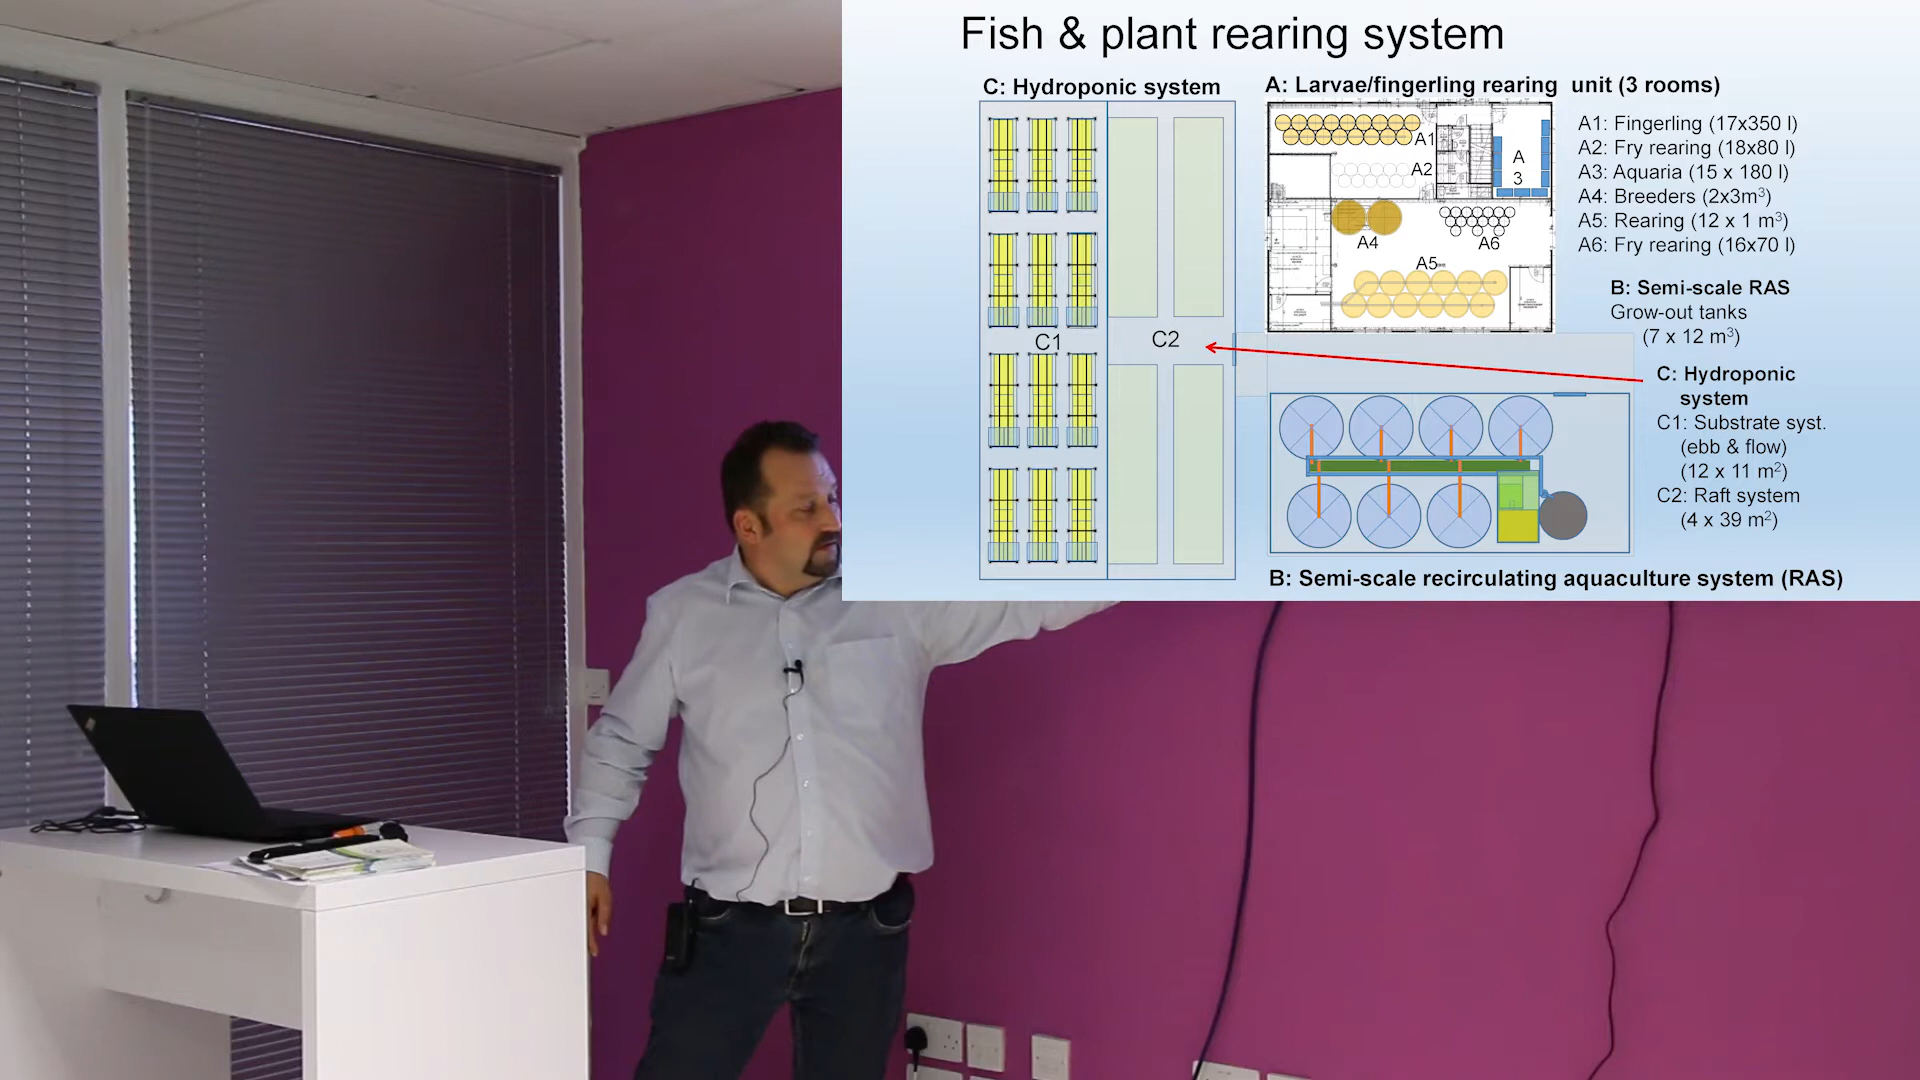 Fish & plant rearing system
C: Hydroponic system
C1
C2
A: Larvae/fingerling rearing unit (3 rooms)
A1
A2
A
3
A4
A6
A5
A1: Fingerling (17x350 l)
A2: Fry rearing (18x80 l)
A3: Aquaria (15 x 180 l)
A4: Breeders (2x3m³)
A5: Rearing (12 x 1 m³)
A6: Fry rearing (16x70 l)
B: Semi-scale RAS
Grow-out tanks
(7 x 12 m³)
C: Hydroponic
system
C1: Substrate syst.
(ebb & flow)
(12 x 11 m²)
C2: Raft system
(4 x 39 m²)
B: Semi-scale recirculating aquaculture system (RAS)